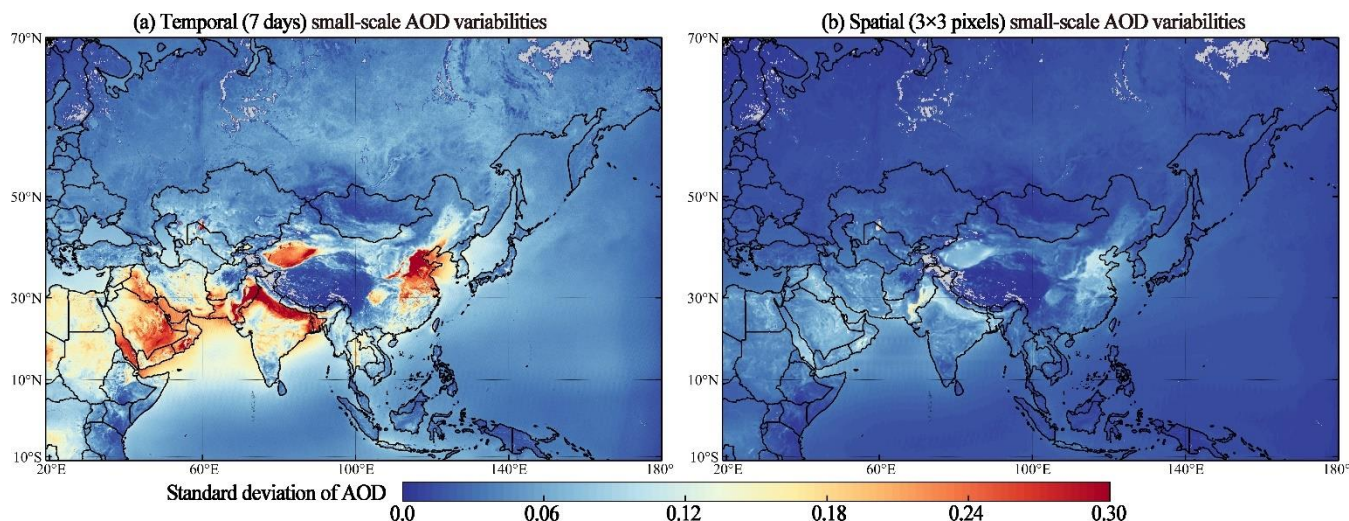 (a) Temporal (7 days) small-scale AOD variabilities
(b) Spatial (3×3 pixels) small-scale AOD variabilities
70°N
70°N
50°N
50°N
30°N
30°N
10°N
10°N
10°S
10°S
20°E 60°E 100°E 140°E 180°
20°E 60°E 100°E 140°E 180°
Standard deviation of AOD
0.0 0.06 0.12 0.18 0.24 0.30